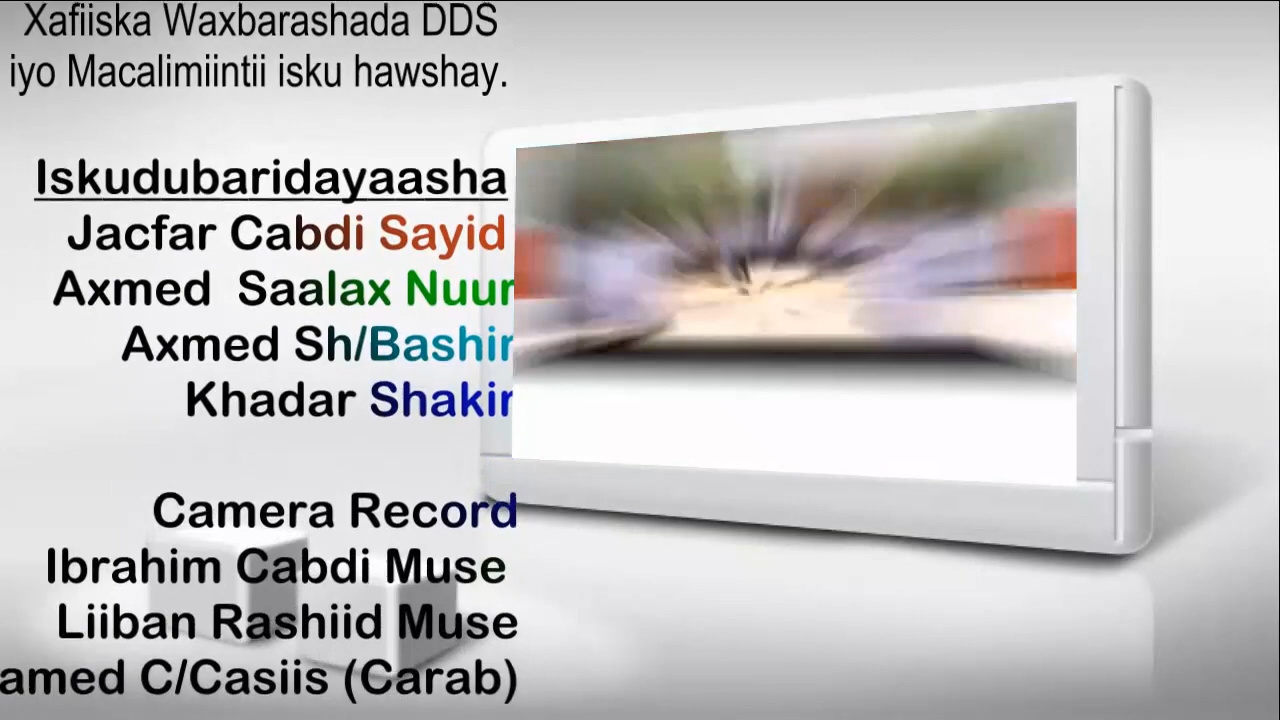 Xafiiska Waxbarashada DDS
iyo Macalimiintii isku hawshay.
Iskudubaridayaasha
Jacfar Cabdi Sayid
Axmed Saalax Nuur
Axmed Sh/Bashir
Khadar Shakir
Camera Record
Ibrahim Cabdi Muse
Liiban Rashiid Muse
amed C/Casiis (Carab)